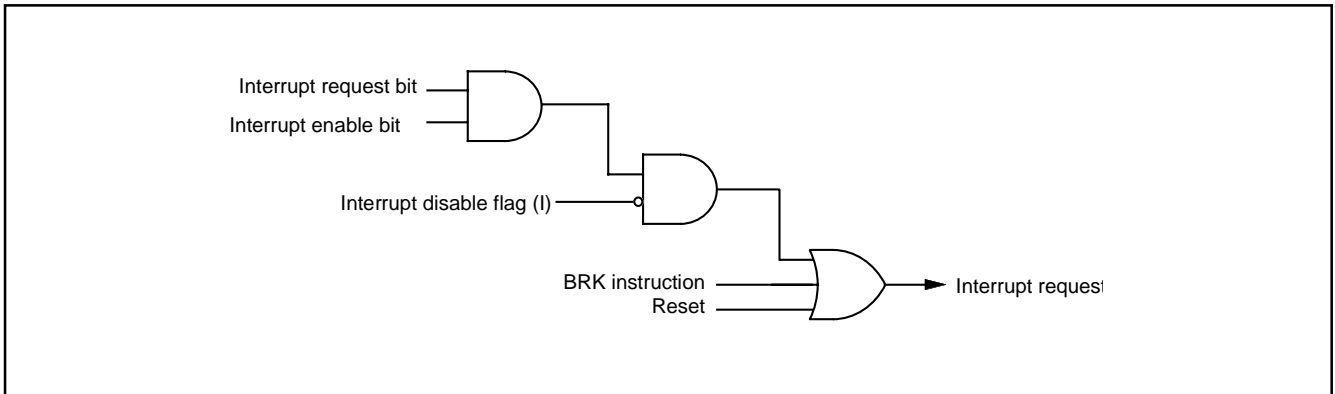 Interrupt request bit
Interrupt enable bit
Interrupt disable flag (I)
BRK instruction
Reset
Interrupt request